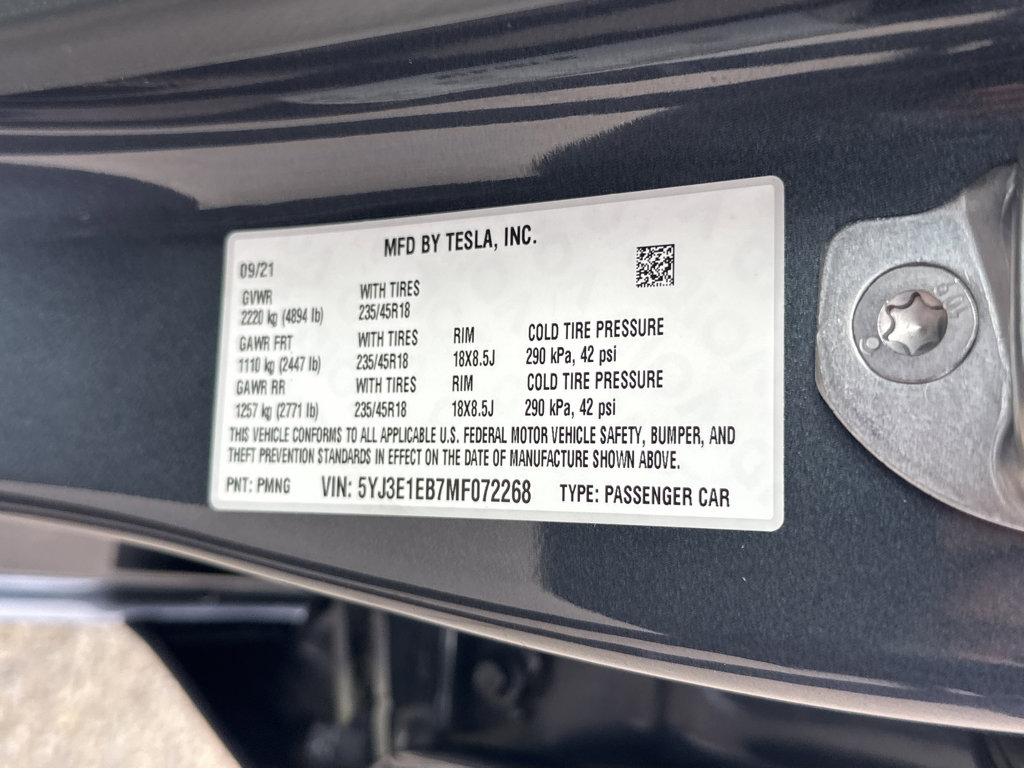 MFD BY TESLA, INC.
09/21
GVWR WITH TIRES
2220 kg (4894 lb) 235/45R18
GAWR FRT WITH TIRES RIM COLD TIRE PRESSURE
1110 kg (2447 lb) 235/45R18 18X8.5J 290 kPa, 42 psi
GAWR RR WITH TIRES RIM COLD TIRE PRESSURE
1257 kg (2771 lb) 235/45R18 18X8.5J 290 kPa, 42 psi
THIS VEHICLE CONFORMS TO ALL APPLICABLE U.S. FEDERAL MOTOR VEHICLE SAFETY, BUMPER, AND
THEFT PREVENTION STANDARDS IN EFFECT ON THE DATE OF MANUFACTURE SHOWN ABOVE.
PNT: PMNG VIN: 5YJ3E1EB7MF072268 TYPE: PASSENGER CAR